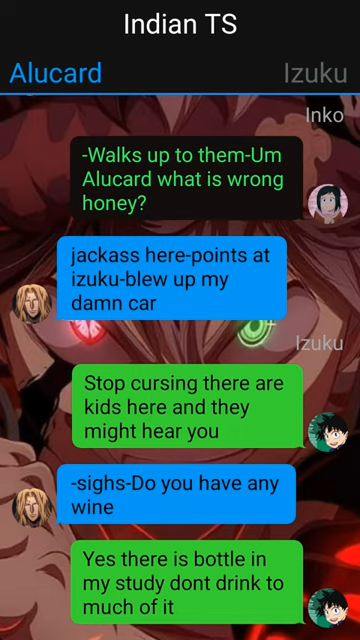 Indian TS
Alucard
Izuku
Inko
-Walks up to them-Um
Alucard what is wrong
honey?
jackass here-points at
izuku-blew up my
damn car
Izuku
Stop cursing there are
kids here and they
might hear you
-sighs-Do you have any
wine
Yes there is bottle in
my study dont drink to
much of it